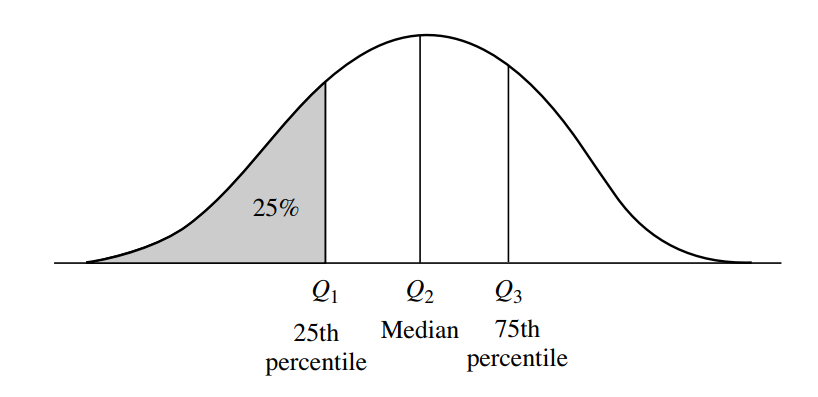 25%
Q₁ Q₂ Q₃
25th Median 75th
percentile percentile